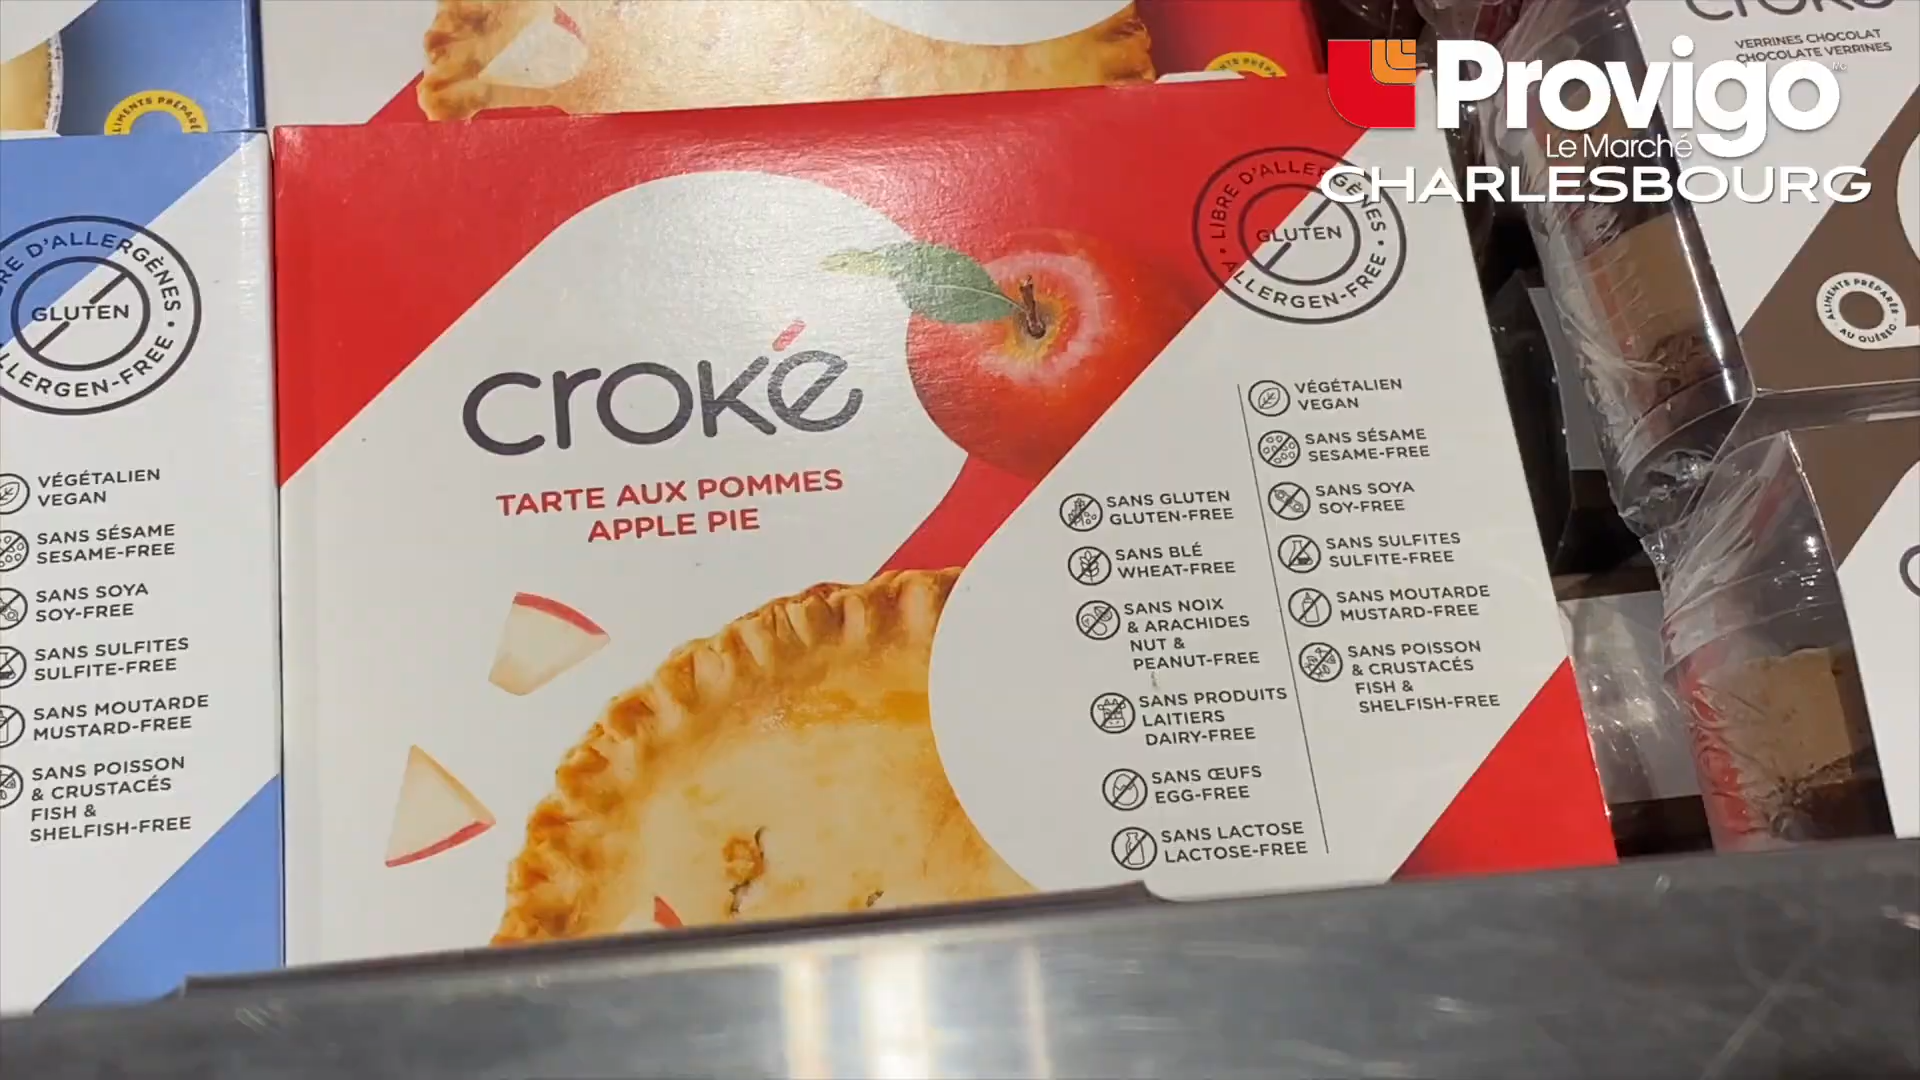 Provigo
MC
Le Marché
CHARLESBOURG
VERRINES CHOCOLAT
CHOCOLATE VERRINES
ALIMENTS PRÉPARÉS
AU QUÉBEC
LIBRE D'ALLERGÈNES
GLUTEN
ALLERGEN-FREE
croké
TARTE AUX POMMES
APPLE PIE
SANS GLUTEN
GLUTEN-FREE
SANS BLÉ
WHEAT-FREE
SANS NOIX
& ARACHIDES
NUT &
PEANUT-FREE
SANS PRODUITS
LAITIERS
DAIRY-FREE
SANS ŒUFS
EGG-FREE
SANS LACTOSE
LACTOSE-FREE
VÉGÉTALIEN
VEGAN
SANS SÉSAME
SESAME-FREE
SANS SOYA
SOY-FREE
SANS SULFITES
SULFITE-FREE
SANS MOUTARDE
MUSTARD-FREE
SANS POISSON
& CRUSTACÉS
FISH &
SHELFISH-FREE
D'ALLERGÈNES
GLUTEN
LLERGEN-FREE
VÉGÉTALIEN
VEGAN
SANS SÉSAME
SESAME-FREE
SANS SOYA
SOY-FREE
SANS SULFITES
SULFITE-FREE
SANS MOUTARDE
MUSTARD-FREE
SANS POISSON
& CRUSTACÉS
FISH &
SHELFISH-FREE